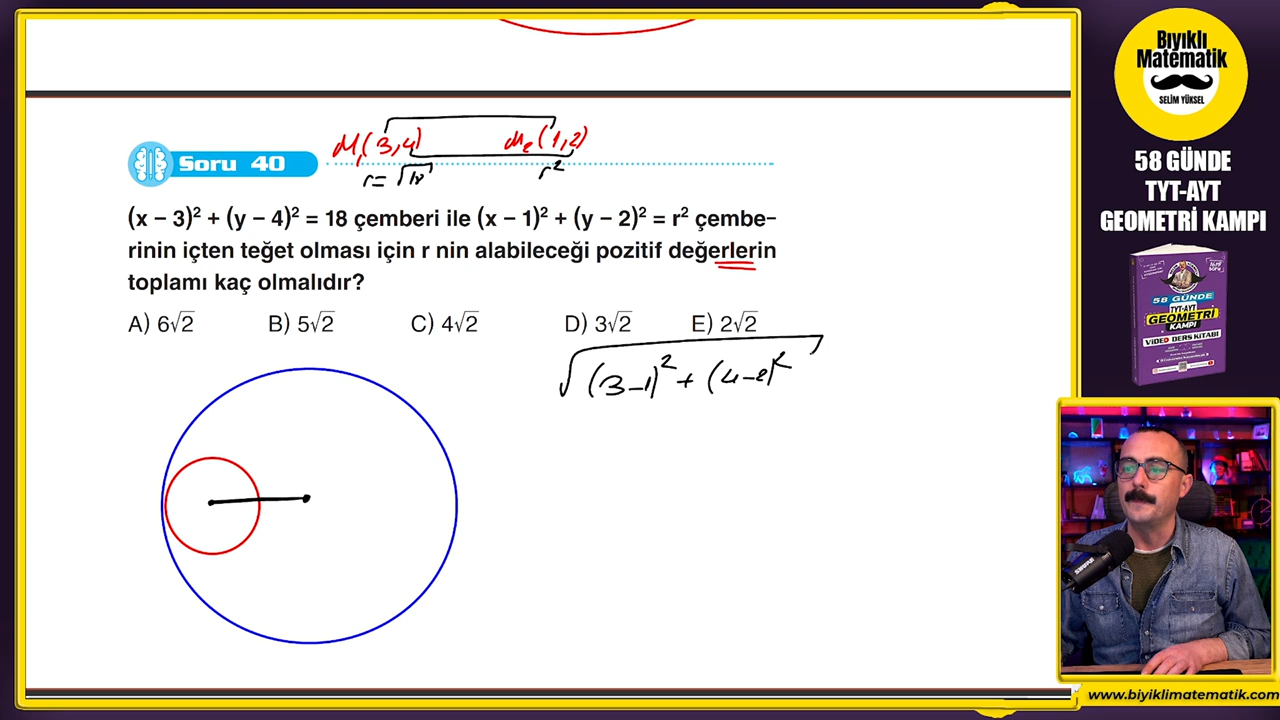 Bıyıklı
Matematik
SELİM YÜKSEL
58 GÜNDE
TYT-AYT
GEOMETRİ KAMPI
M₁(3,4) M₂(1,2)
Soru 40
r = √18 r²
(x – 3)² + (y – 4)² = 18 çemberi ile (x – 1)² + (y – 2)² = r² çembe–
rinin içten teğet olması için r nin alabileceği pozitif değerlerin
toplamı kaç olmalıdır?
A) 6√2 B) 5√2 C) 4√2 D) 3√2 E) 2√2
√(3–1)² + (4–2)²
58 GÜNDE
TYT-AYT
GEOMETRİ
KAMPI
VİDEO DERS KİTABI
www.biyiklimatematik.com